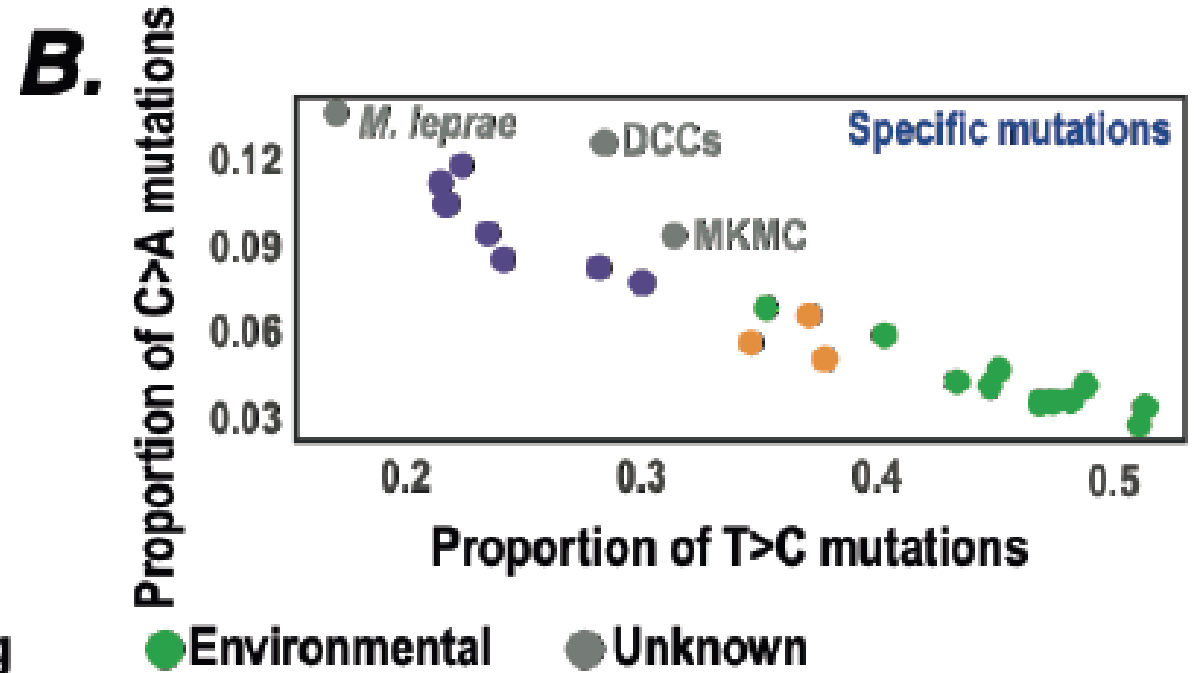 B.
Proportion of C>A mutations
M. leprae
DCCs
Specific mutations
MKMC
0.12
0.09
0.06
0.03
0.2 0.3 0.4 0.5
Proportion of T>C mutations
g Environmental Unknown